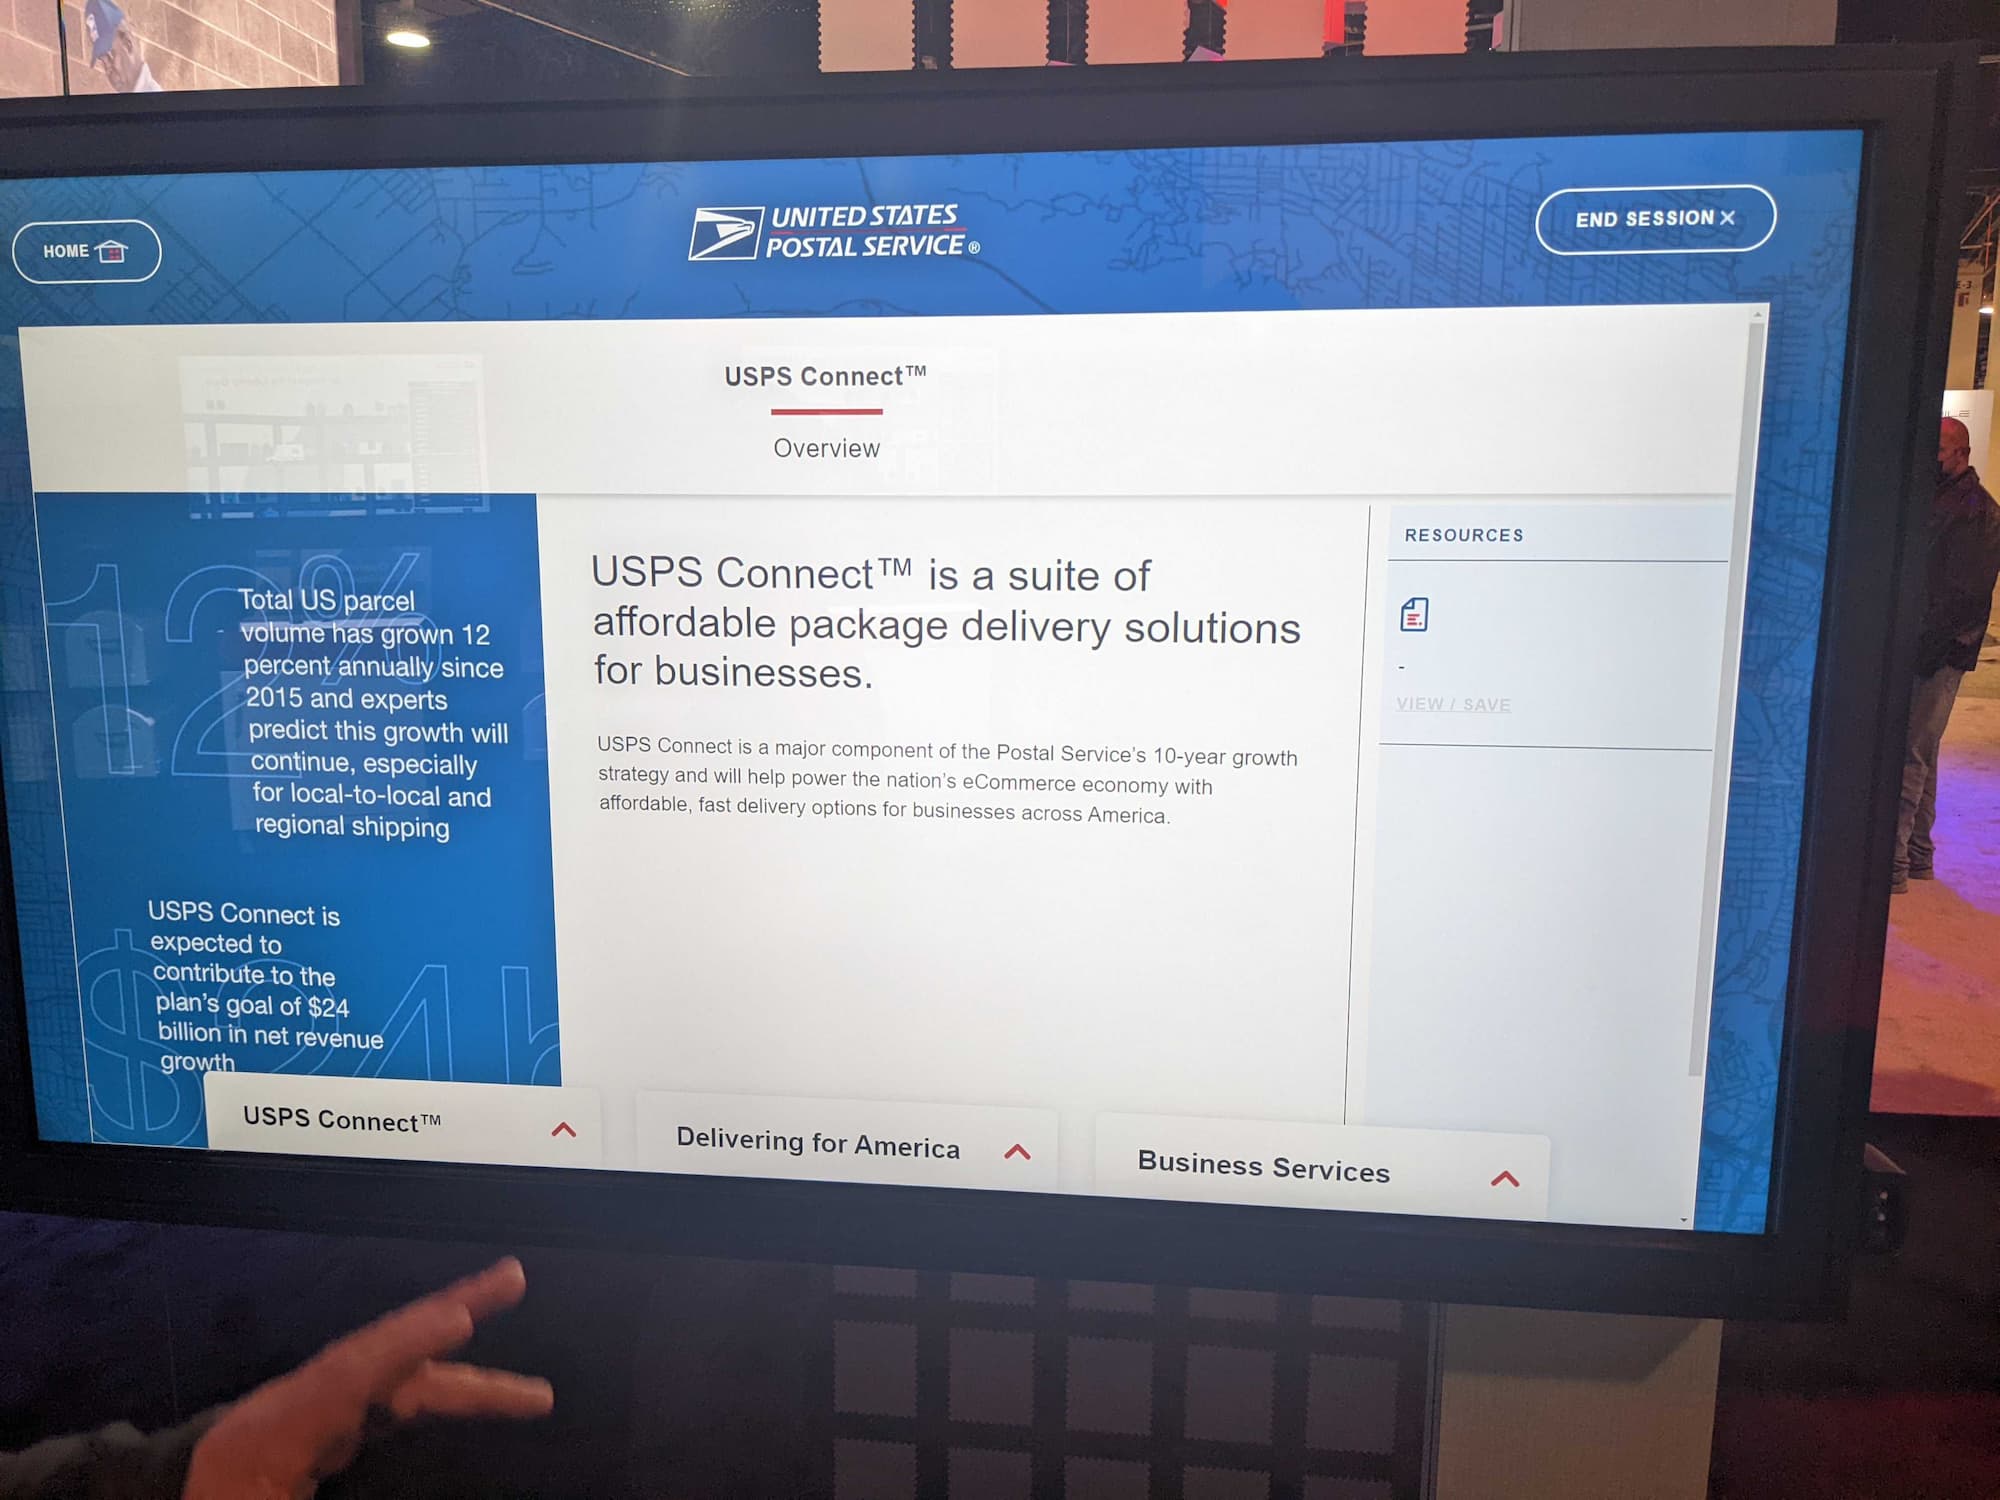 HOME
UNITED STATES
POSTAL SERVICE®
END SESSION X
USPS Connect™
Overview
12%
Total US parcel
volume has grown 12
percent annually since
2015 and experts
predict this growth will
continue, especially
for local-to-local and
regional shipping
$24b
USPS Connect is
expected to
contribute to the
plan's goal of $24
billion in net revenue
growth
USPS Connect™ is a suite of
affordable package delivery solutions
for businesses.
USPS Connect is a major component of the Postal Service's 10-year growth
strategy and will help power the nation's eCommerce economy with
affordable, fast delivery options for businesses across America.
RESOURCES
-
VIEW / SAVE
USPS Connect™
Delivering for America
Business Services